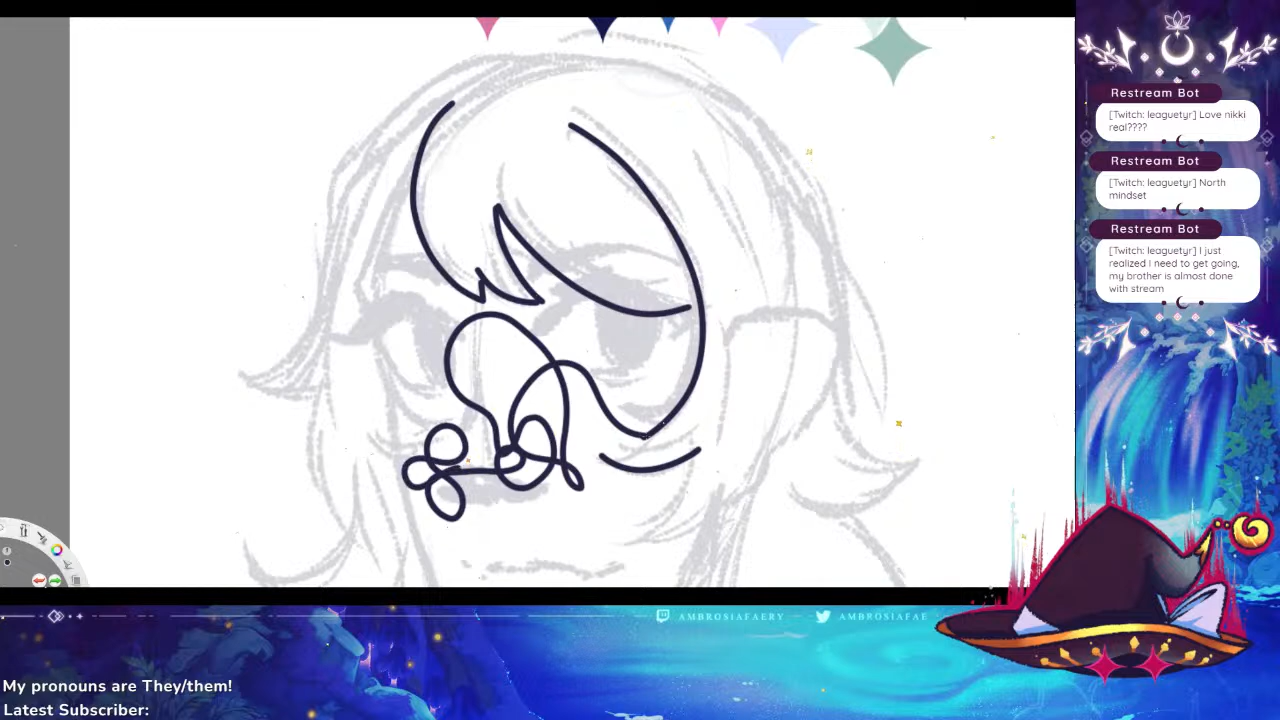 Restream Bot
[Twitch: leaguetyr] Love nikki
real????
Restream Bot
[Twitch: leaguetyr] North
mindset
Restream Bot
[Twitch: leaguetyr] I just
realized I need to get going,
my brother is almost done
with stream
AMBROSIAFAERY
AMBROSIAFAE
My pronouns are They/them!
Latest Subscriber: